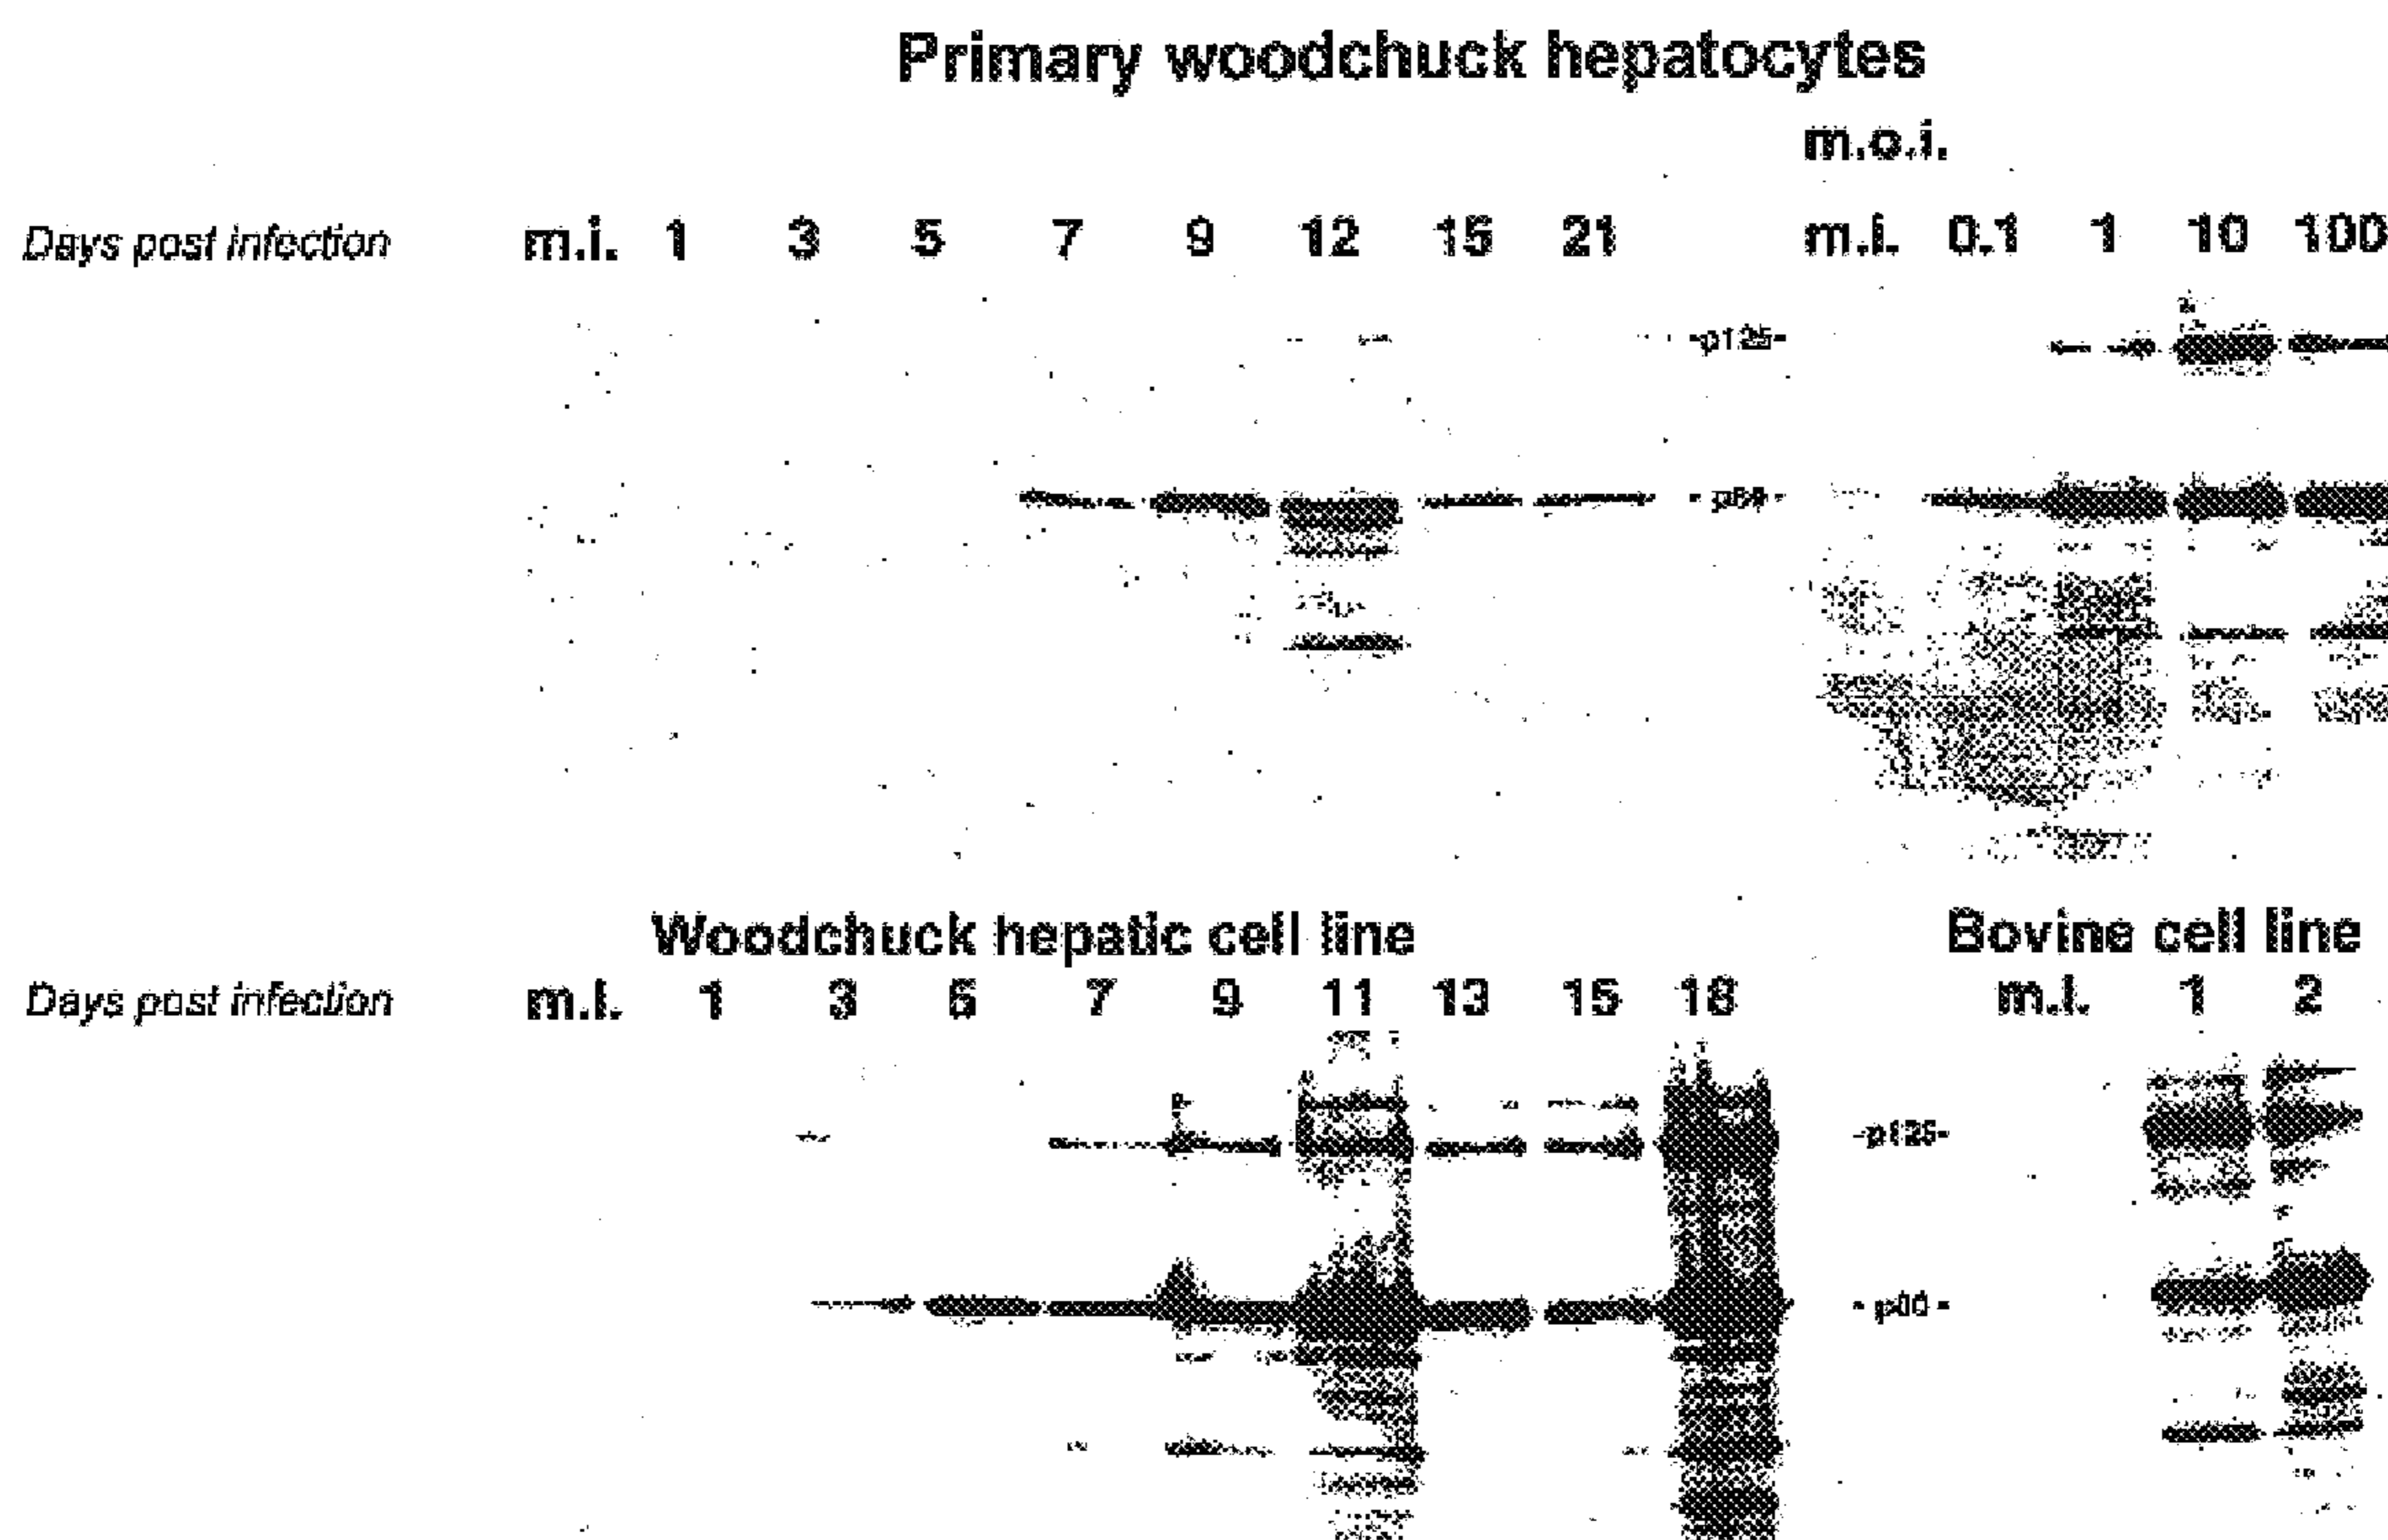 Primary woodchuck hepatocytes
m.o.i.
Days post infection m.i. 1 3 5 7 9 12 15 21 m.i. 0.1 1 10 100
-p125-
Woodchuck hepatic cell line Bovine cell line
Days post infection m.i. 1 3 5 7 9 11 13 15 m.i. 1 2
-p125-